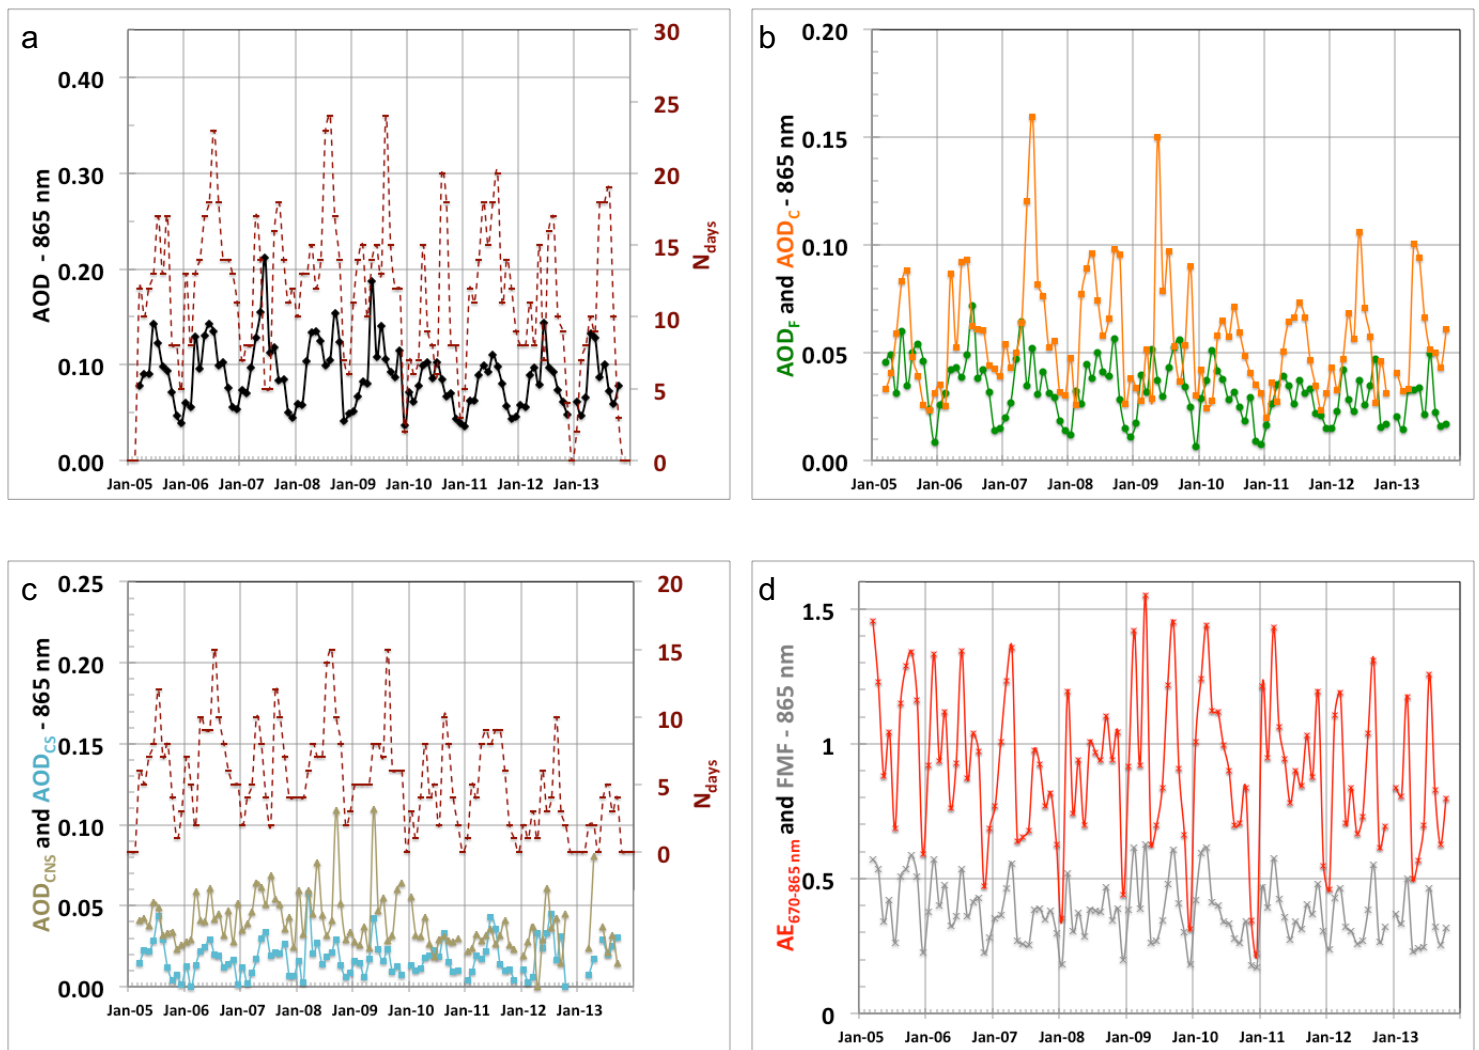 a
AOD - 865 nm
0.40
0.30
0.20
0.10
0.00
30
25
20
15
10
5
0
N_days
Jan-05 Jan-06 Jan-07 Jan-08 Jan-09 Jan-10 Jan-11 Jan-12 Jan-13
b
AOD_F and AOD_C - 865 nm
0.20
0.15
0.10
0.05
0.00
Jan-05 Jan-06 Jan-07 Jan-08 Jan-09 Jan-10 Jan-11 Jan-12 Jan-13
c
AOD_CNS and AOD_CS - 865 nm
0.25
0.20
0.15
0.10
0.05
0.00
20
15
10
5
0
N_days
Jan-05 Jan-06 Jan-07 Jan-08 Jan-09 Jan-10 Jan-11 Jan-12 Jan-13
d
AE_670-865 nm and FMF - 865 nm
1.5
1
0.5
0
Jan-05 Jan-06 Jan-07 Jan-08 Jan-09 Jan-10 Jan-11 Jan-12 Jan-13